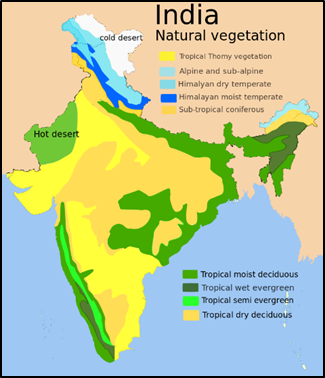 India
Natural vegetation
cold desert
Tropical Thorny vegetation
Alpine and sub-alpine
Himalyan dry temperate
Himalayan moist temperate
Sub-tropical coniferous
Hot desert
Tropical moist deciduous
Tropical wet evergreen
Tropical semi evergreen
Tropical dry deciduous